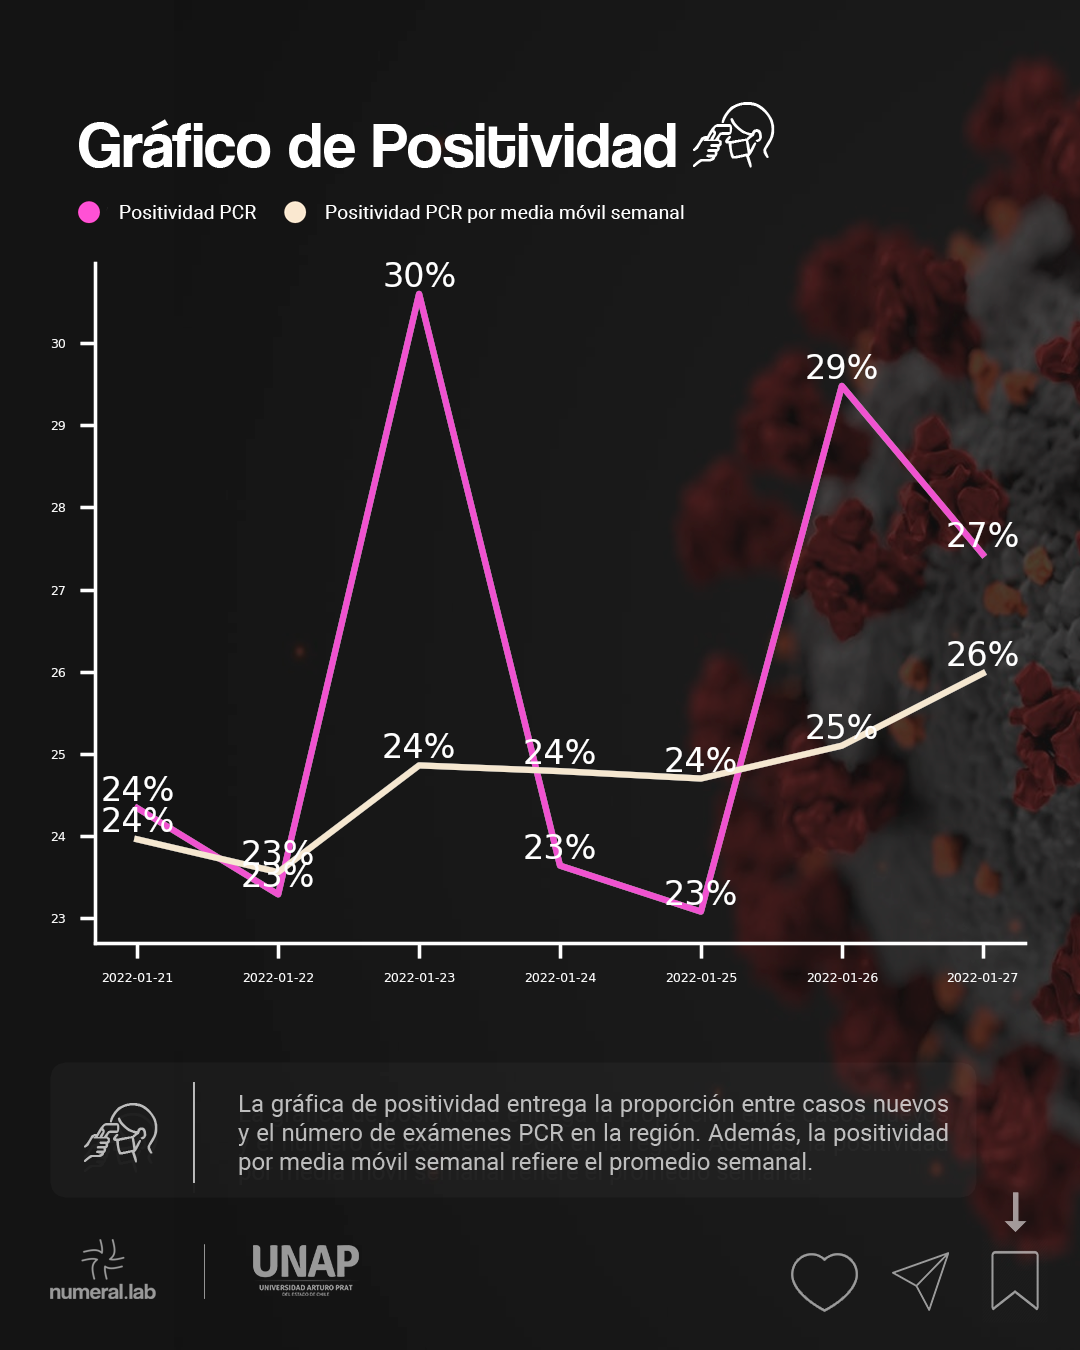 Gráfico de Positividad
Positividad PCR
Positividad PCR por media móvil semanal
30%
30
29%
29
28
27%
27
26%
26
25%
24%
24%
24%
25
24%
24%
24
23%
23%
23%
23%
23
2022-01-21
2022-01-22
2022-01-23
2022-01-24
2022-01-25
2022-01-26
2022-01-27
La gráfica de positividad entrega la proporción entre casos nuevos
y el número de exámenes PCR en la región. Además, la positividad
por media móvil semanal refiere el promedio semanal.
numeral.lab
UNAP
UNIVERSIDAD ARTURO PRAT
DEL ESTADO DE CHILE